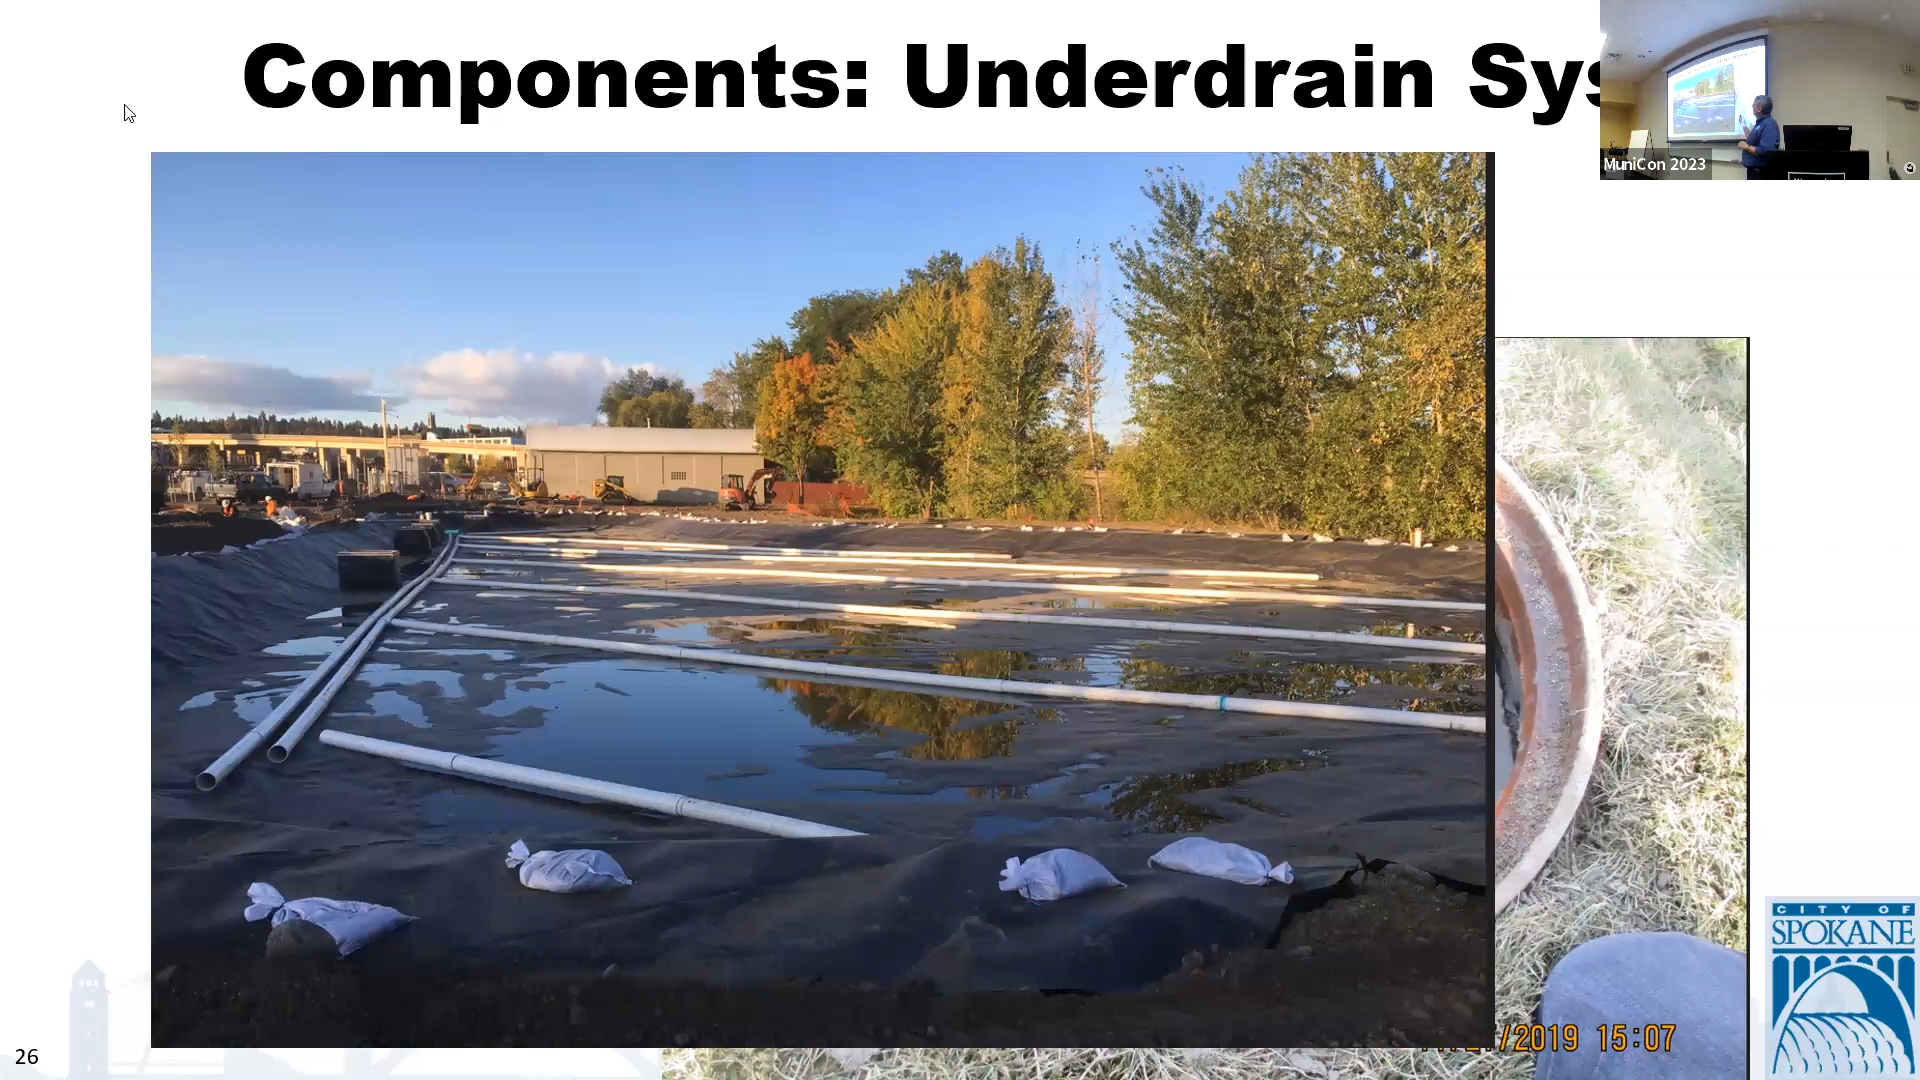 Components: Underdrain Sys
MuniCon 2023
/2019 15:07
CITY OF
SPOKANE
26